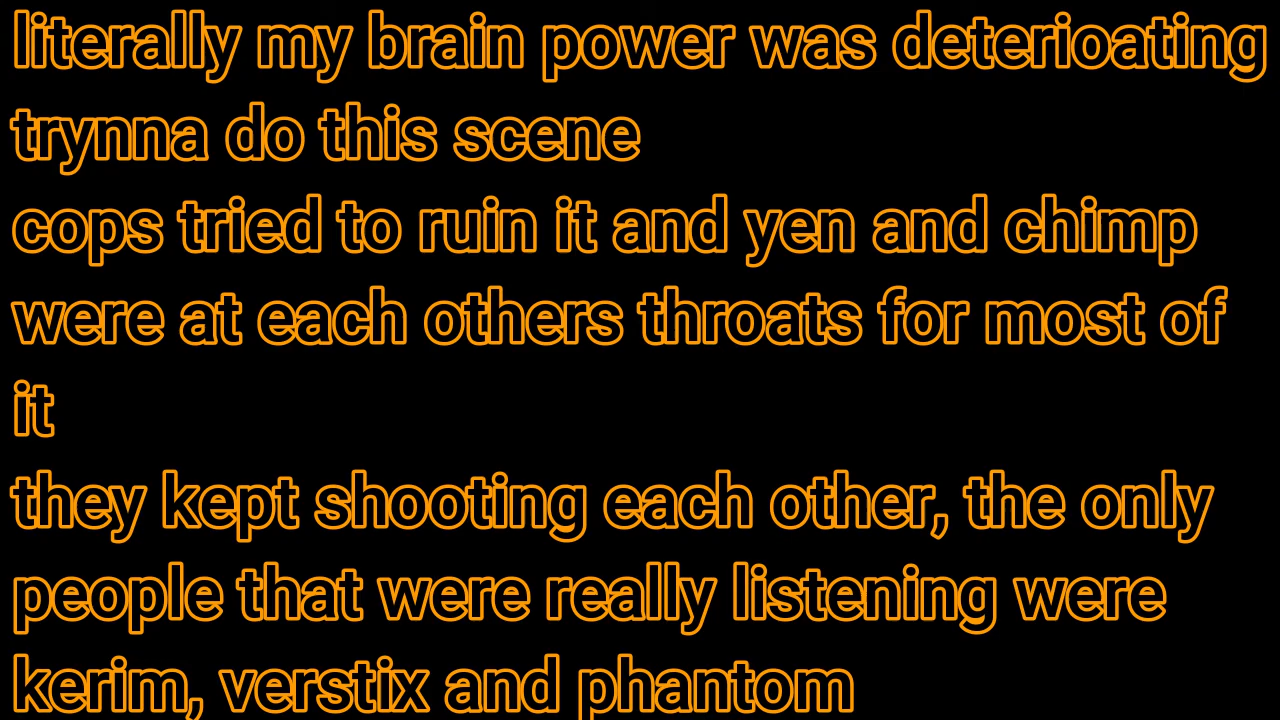 literally my brain power was deterioating
trynna do this scene
cops tried to ruin it and yen and chimp
were at each others throats for most of
it
they kept shooting each other, the only
people that were really listening were
kerim, verstix and phantom